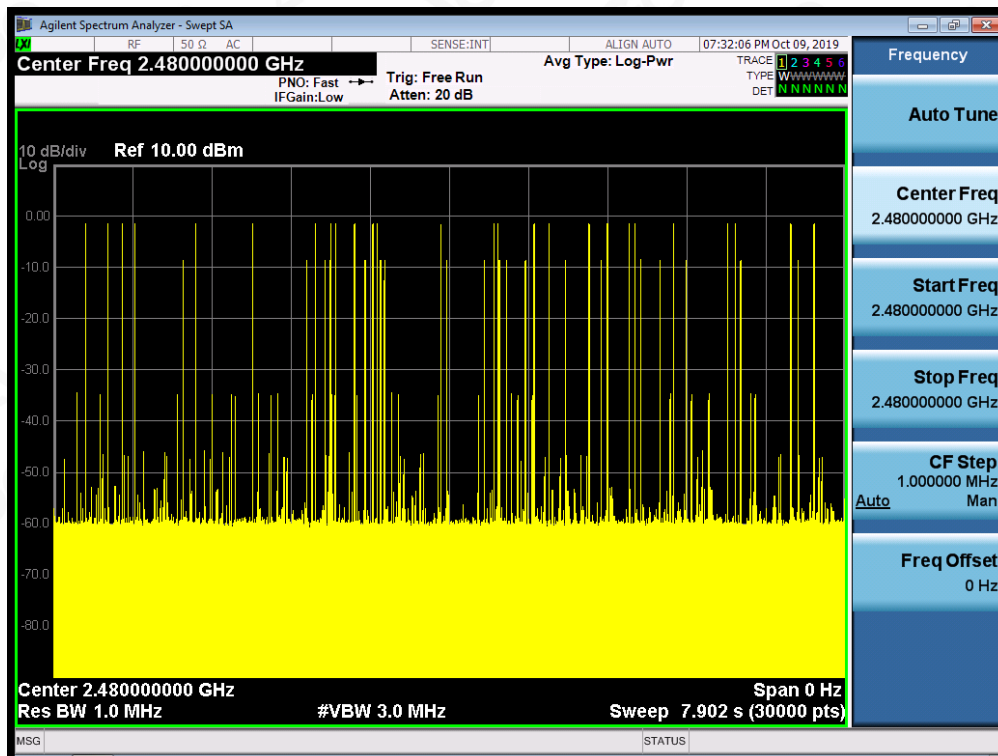 Agilent Spectrum Analyzer - Swept SA
LXI RF 50 Ω AC SENSE:INT ALIGN AUTO 07:32:06 PM Oct 09, 2019
Center Freq 2.480000000 GHz
PNO: Fast
IFGain:Low
Trig: Free Run
Atten: 20 dB
Avg Type: Log-Pwr
TRACE 1 2 3 4 5 6
TYPE WWWWWW
DET N N N N N N
10 dB/div Ref 10.00 dBm
Log
0.00
-10.0
-20.0
-30.0
-40.0
-50.0
-60.0
-70.0
-80.0
Center 2.480000000 GHz Span 0 Hz
Res BW 1.0 MHz #VBW 3.0 MHz Sweep 7.902 s (30000 pts)
MSG STATUS
Frequency
Auto Tune
Center Freq
2.480000000 GHz
Start Freq
2.480000000 GHz
Stop Freq
2.480000000 GHz
CF Step
1.000000 MHz
Auto Man
Freq Offset
0 Hz